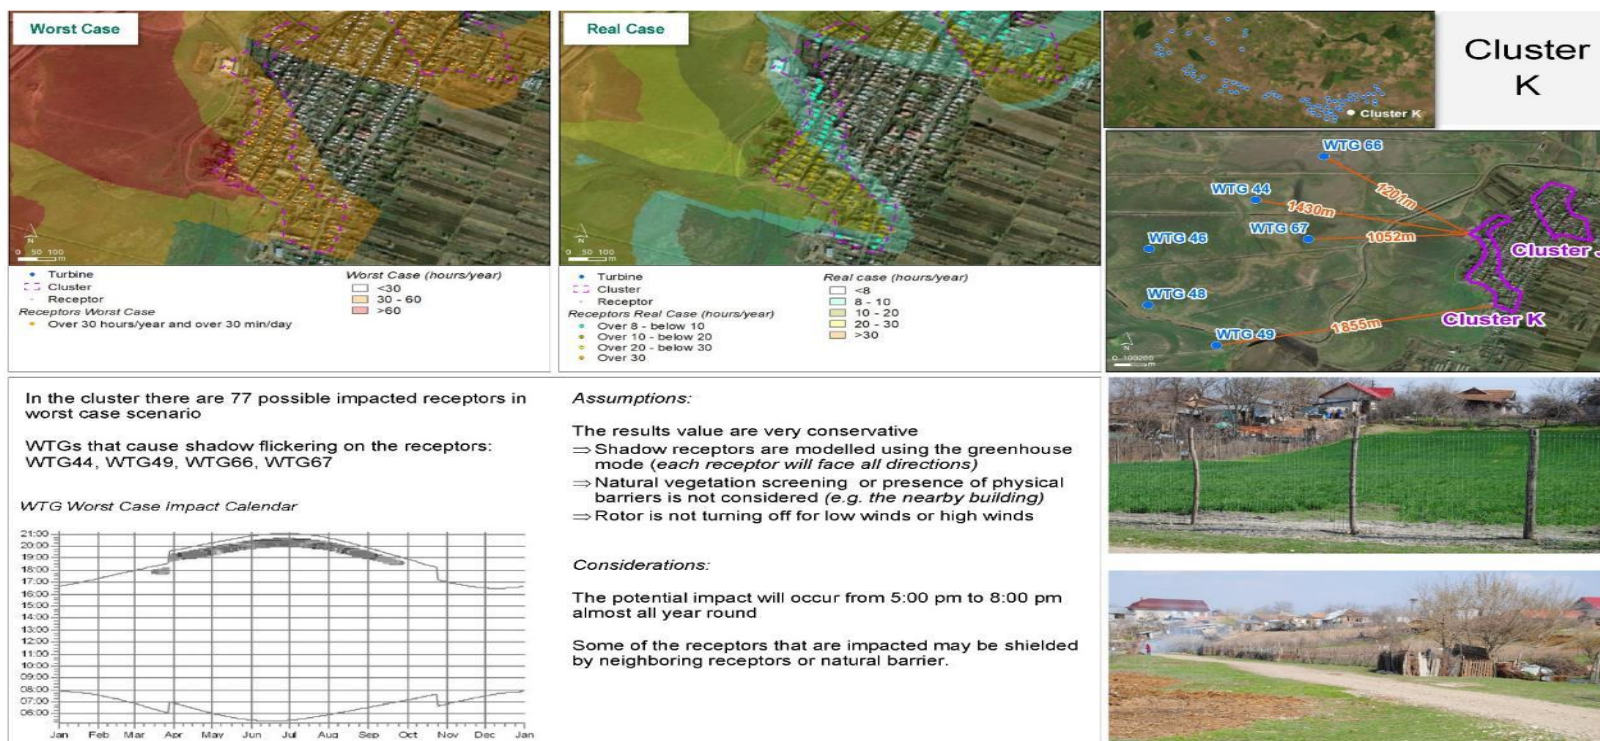 Worst Case
N
0 50 100
m
Turbine
Cluster
Receptor
Receptors Worst Case
Over 30 hours/year and over 30 min/day
Worst Case (hours/year)
<30
30 - 60
>60
Real Case
N
0 50 100
m
Turbine
Cluster
Receptor
Receptors Real Case (hours/year)
Over 8 - below 10
Over 10 - below 20
Over 20 - below 30
Over 30
Real case (hours/year)
<8
8 - 10
10 - 20
20 - 30
>30
Cluster K
Cluster
K
WTG 66
1201m
WTG 44
1430m
WTG 67
1052m
WTG 46
WTG 48
WTG 49
1855m
Cluster J
Cluster K
N
0 100200
m
In the cluster there are 77 possible impacted receptors in
worst case scenario
WTGs that cause shadow flickering on the receptors:
WTG44, WTG49, WTG66, WTG67
WTG Worst Case Impact Calendar
21:00
20:00
19:00
18:00
17:00
16:00
15:00
14:00
13:00
12:00
11:00
10:00
09:00
08:00
07:00
06:00
Jan Feb Mar Apr May Jun Jul Aug Sep Oct Nov Dec Jan
Assumptions:
The results value are very conservative
⇒ Shadow receptors are modelled using the greenhouse
mode (each receptor will face all directions)
⇒ Natural vegetation screening or presence of physical
barriers is not considered (e.g. the nearby building)
⇒ Rotor is not turning off for low winds or high winds
Considerations:
The potential impact will occur from 5:00 pm to 8:00 pm
almost all year round
Some of the receptors that are impacted may be shielded
by neighboring receptors or natural barrier.